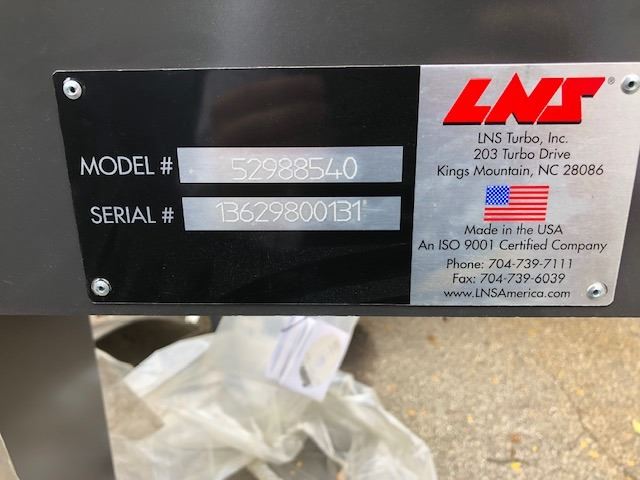 LNS
LNS Turbo, Inc.
203 Turbo Drive
Kings Mountain, NC 28086
MODEL # 52988540
SERIAL # 13629800131
Made in the USA
An ISO 9001 Certified Company
Phone: 704-739-7111
Fax: 704-739-6039
www.LNSAmerica.com